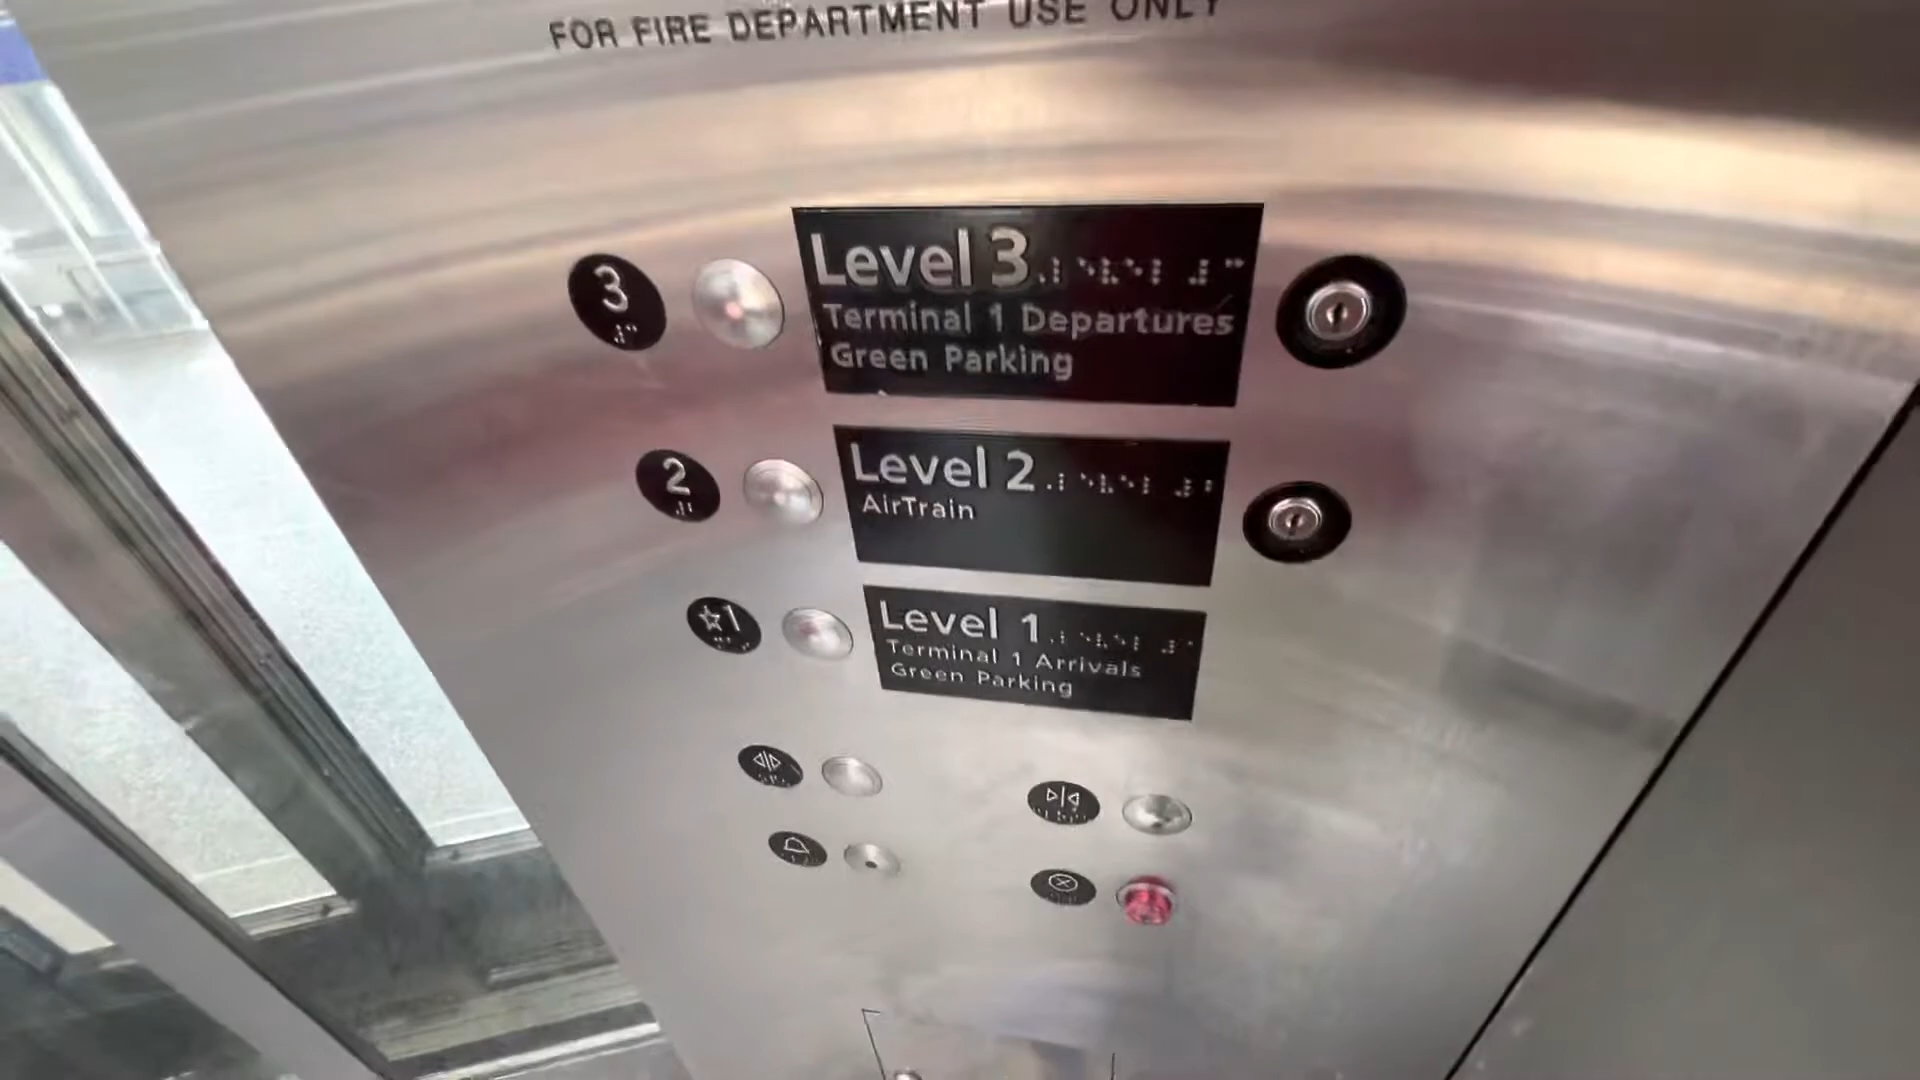 FOR FIRE DEPARTMENT USE ONLY
3
Level 3
Terminal 1 Departures
Green Parking
2
Level 2
AirTrain
☆1
Level 1
Terminal 1 Arrivals
Green Parking